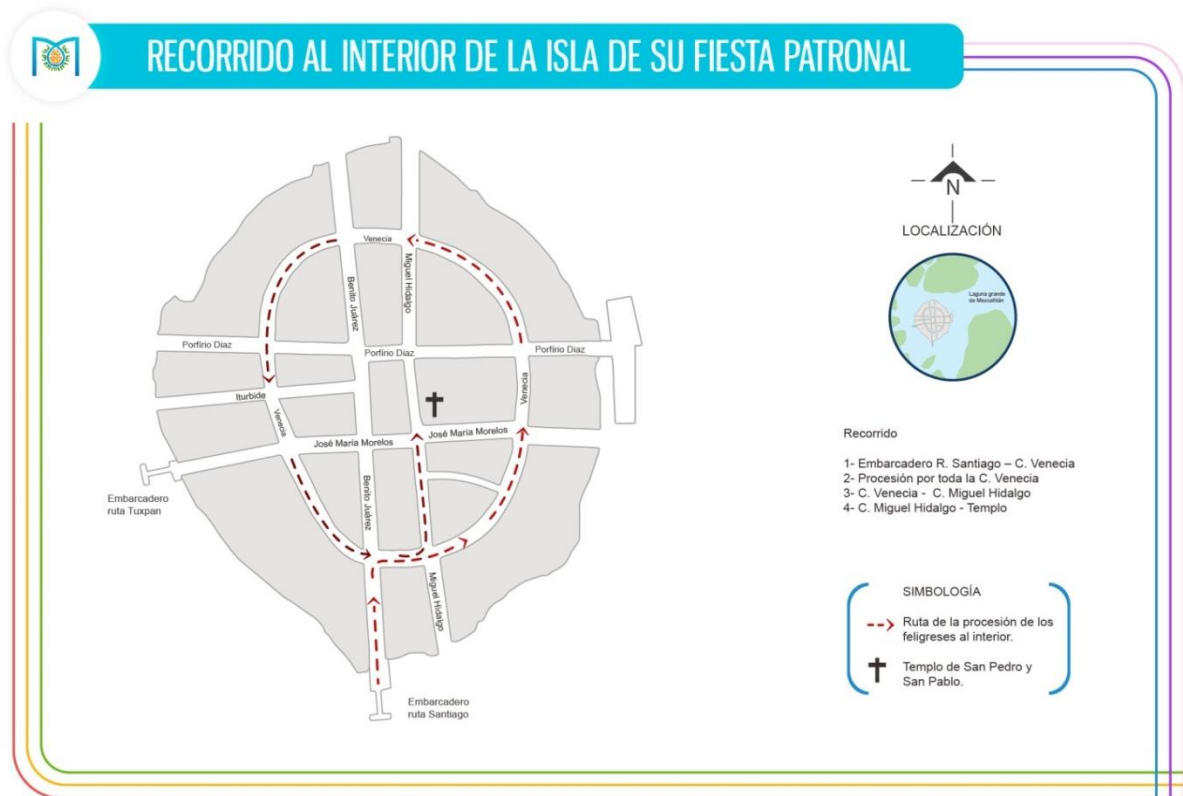 RECORRIDO AL INTERIOR DE LA ISLA DE SU FIESTA PATRONAL
N
LOCALIZACIÓN
Laguna grande
de Mexcaltitán
Venecia
Miguel Hidalgo
Benito Juárez
Porfirio Diaz
Porfirio Diaz
Porfirio Diaz
Iturbide
Venecia
Venecia
José María Morelos
José María Morelos
Benito Juárez
Miguel Hidalgo
Embarcadero
ruta Tuxpan
Embarcadero
ruta Santiago
Recorrido
1- Embarcadero R. Santiago – C. Venecia
2- Procesión por toda la C. Venecia
3- C. Venecia - C. Miguel Hidalgo
4- C. Miguel Hidalgo - Templo
SIMBOLOGÍA
Ruta de la procesión de los
feligreses al interior.
Templo de San Pedro y
San Pablo.